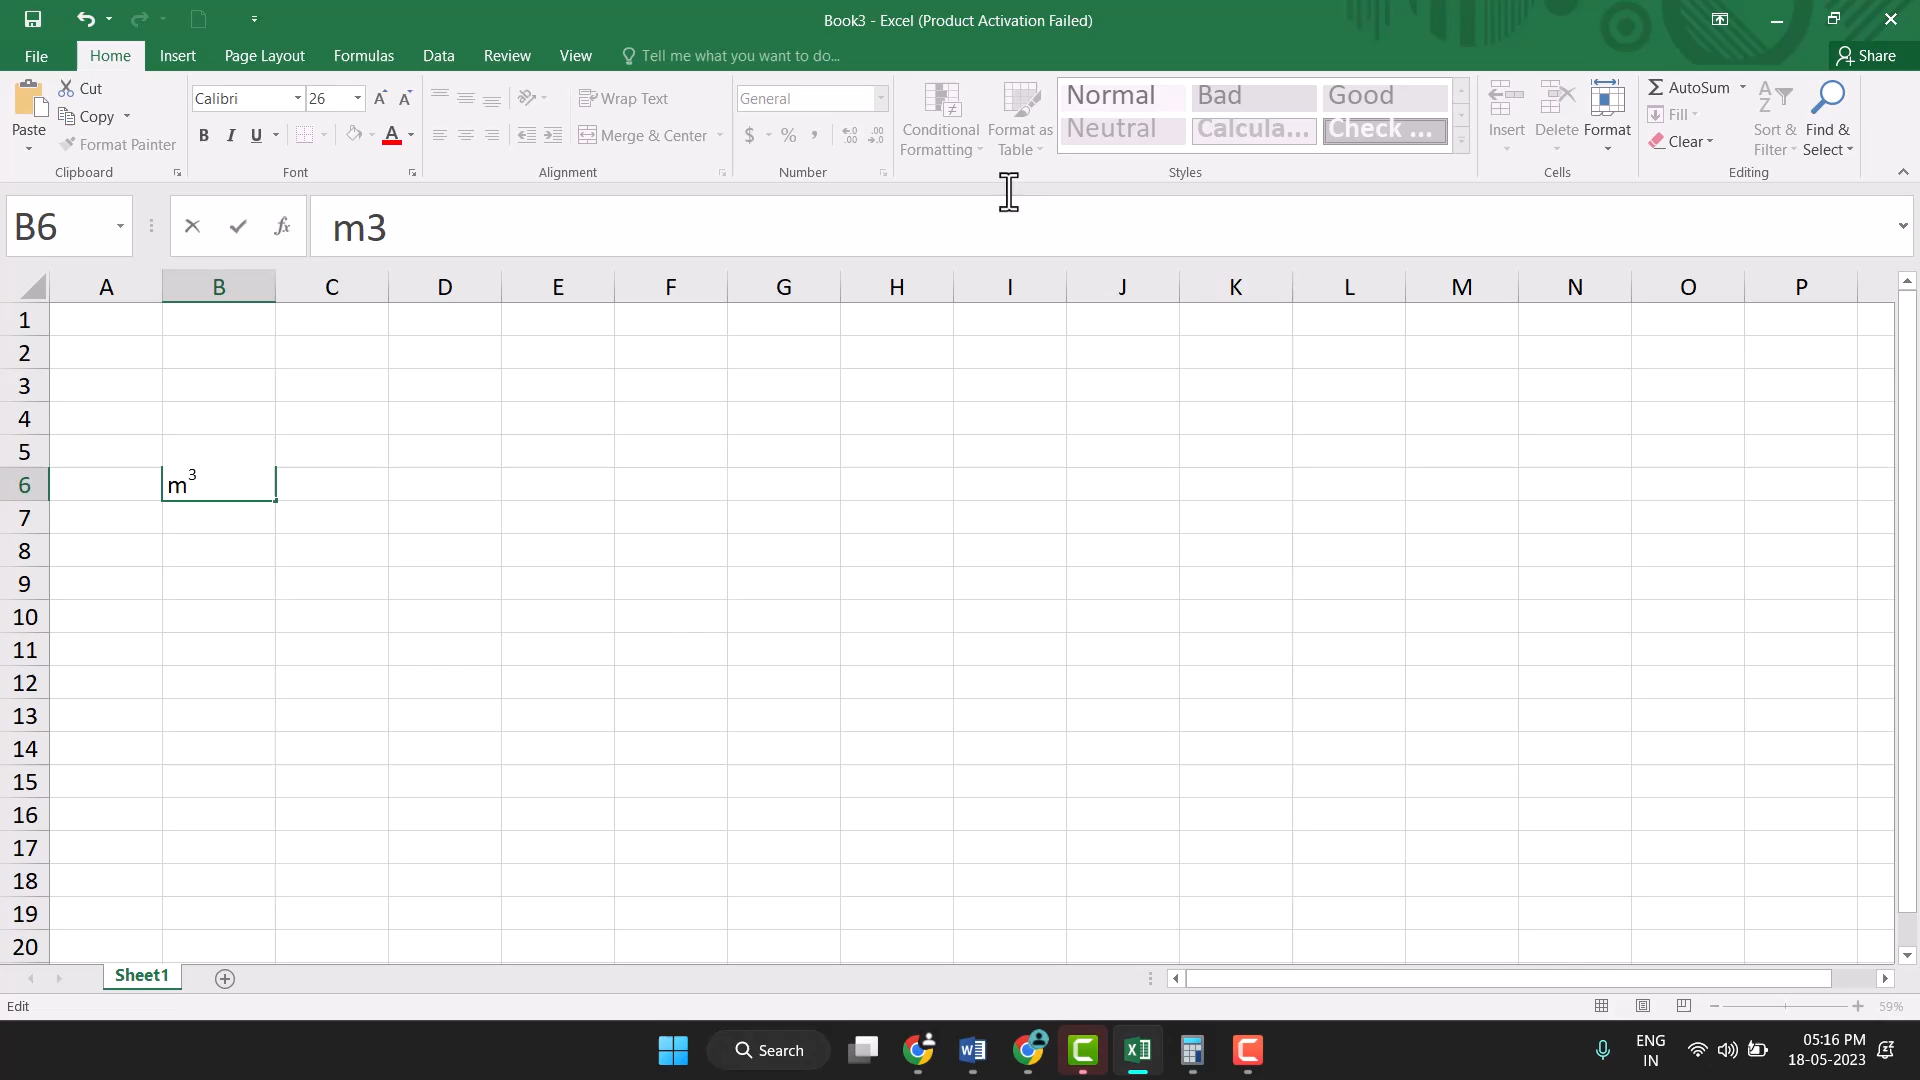 Book3 - Excel (Product Activation Failed)
File Home Insert Page Layout Formulas Data Review View Tell me what you want to do... Share
Paste Cut Copy Format Painter Clipboard
Calibri 26 B I U A Font
Wrap Text Merge & Center Alignment
General $ % , Number
Conditional Formatting Format as Table
Normal Bad Good
Neutral Calcula... Check ...
Styles
Insert Delete Format Cells
AutoSum Fill Clear Sort & Filter Find & Select Editing
B6 fx m3
A B C D E F G H I J K L M N O P
1
2
3
4
5
6 m³
7
8
9
10
11
12
13
14
15
16
17
18
19
20
Sheet1
Edit 59%
Search ENG IN 05:16 PM 18-05-2023